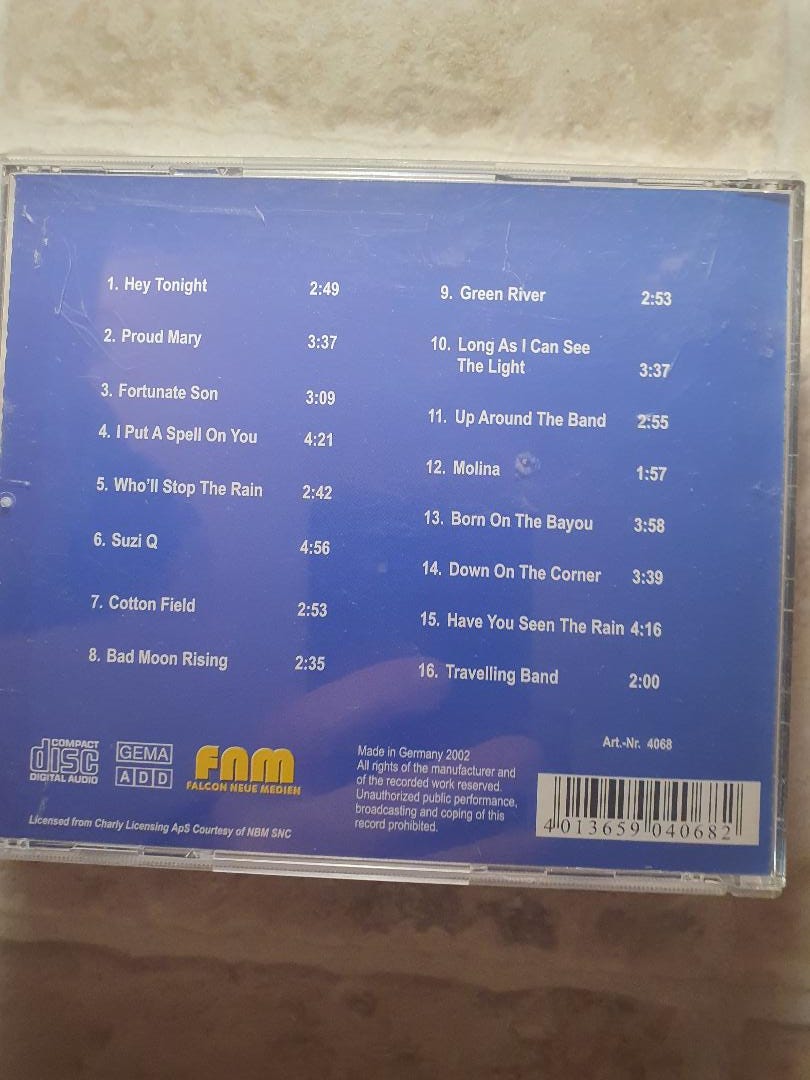 1. Hey Tonight 2:49
2. Proud Mary 3:37
3. Fortunate Son 3:09
4. I Put A Spell On You 4:21
5. Who'll Stop The Rain 2:42
6. Suzi Q 4:56
7. Cotton Field 2:53
8. Bad Moon Rising 2:35
9. Green River 2:53
10. Long As I Can See
The Light 3:37
11. Up Around The Band 2:55
12. Molina 1:57
13. Born On The Bayou 3:58
14. Down On The Corner 3:39
15. Have You Seen The Rain 4:16
16. Travelling Band 2:00
COMPACT
disc
DIGITAL AUDIO
GEMA
ADD
FNM
FALCON NEUE MEDIEN
Licensed from Charly Licensing ApS Courtesy of NBM SNC
Made in Germany 2002
All rights of the manufacturer and
of the recorded work reserved.
Unauthorized public performance,
broadcasting and coping of this
record prohibited.
Art.-Nr. 4068
4 013659 040682